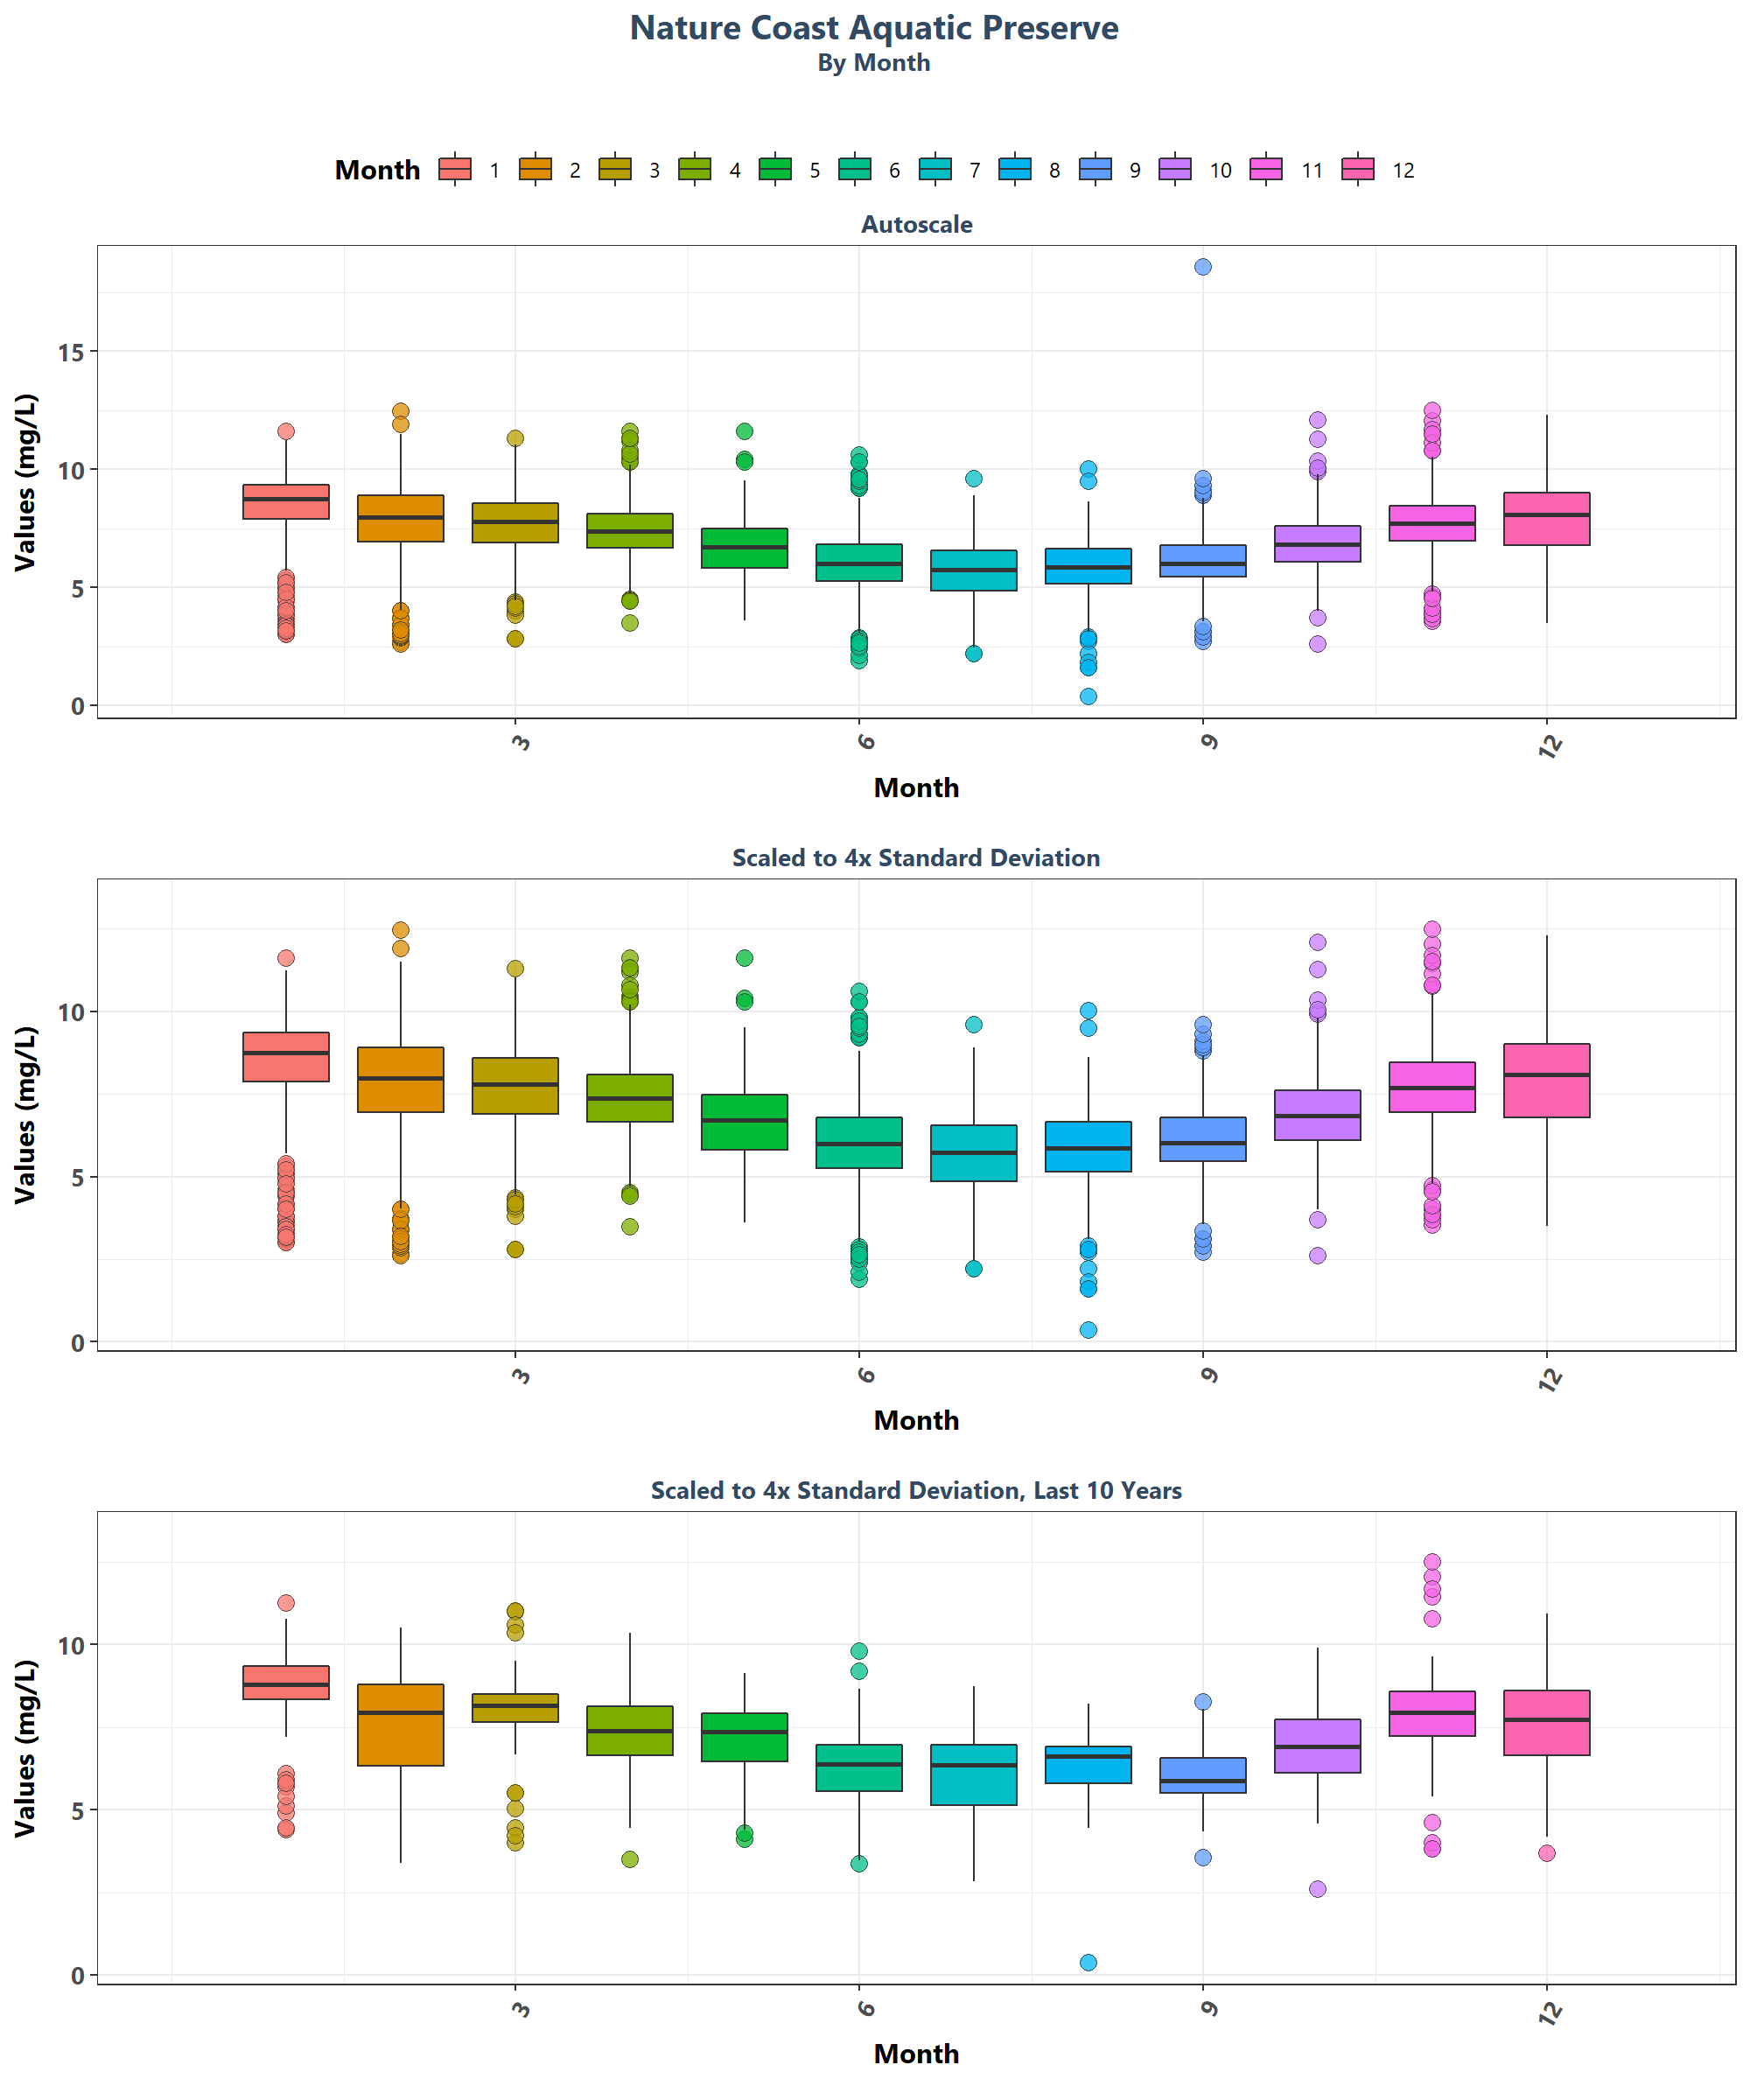 Nature Coast Aquatic Preserve
By Month
Month 1 2 3 4 5 6 7 8 9 10 11 12
Autoscale
Values (mg/L)
15
10
5
0
3 6 9 12
Month
Scaled to 4x Standard Deviation
Values (mg/L)
10
5
0
3 6 9 12
Month
Scaled to 4x Standard Deviation, Last 10 Years
Values (mg/L)
10
5
0
3 6 9 12
Month